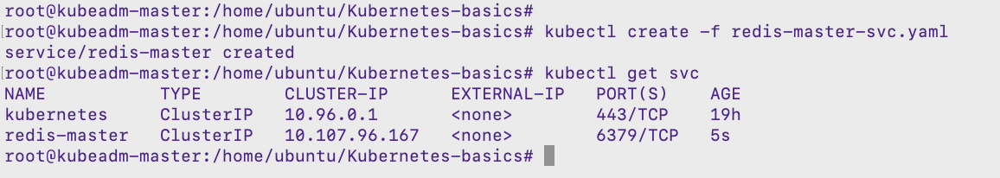 root@kubeadm-master:/home/ubuntu/Kubernetes-basics#
[root@kubeadm-master:/home/ubuntu/Kubernetes-basics# kubectl create -f redis-master-svc.yaml
service/redis-master created
[root@kubeadm-master:/home/ubuntu/Kubernetes-basics# kubectl get svc
NAME TYPE CLUSTER-IP EXTERNAL-IP PORT(S) AGE
kubernetes ClusterIP 10.96.0.1 <none> 443/TCP 19h
redis-master ClusterIP 10.107.96.167 <none> 6379/TCP 5s
root@kubeadm-master:/home/ubuntu/Kubernetes-basics#